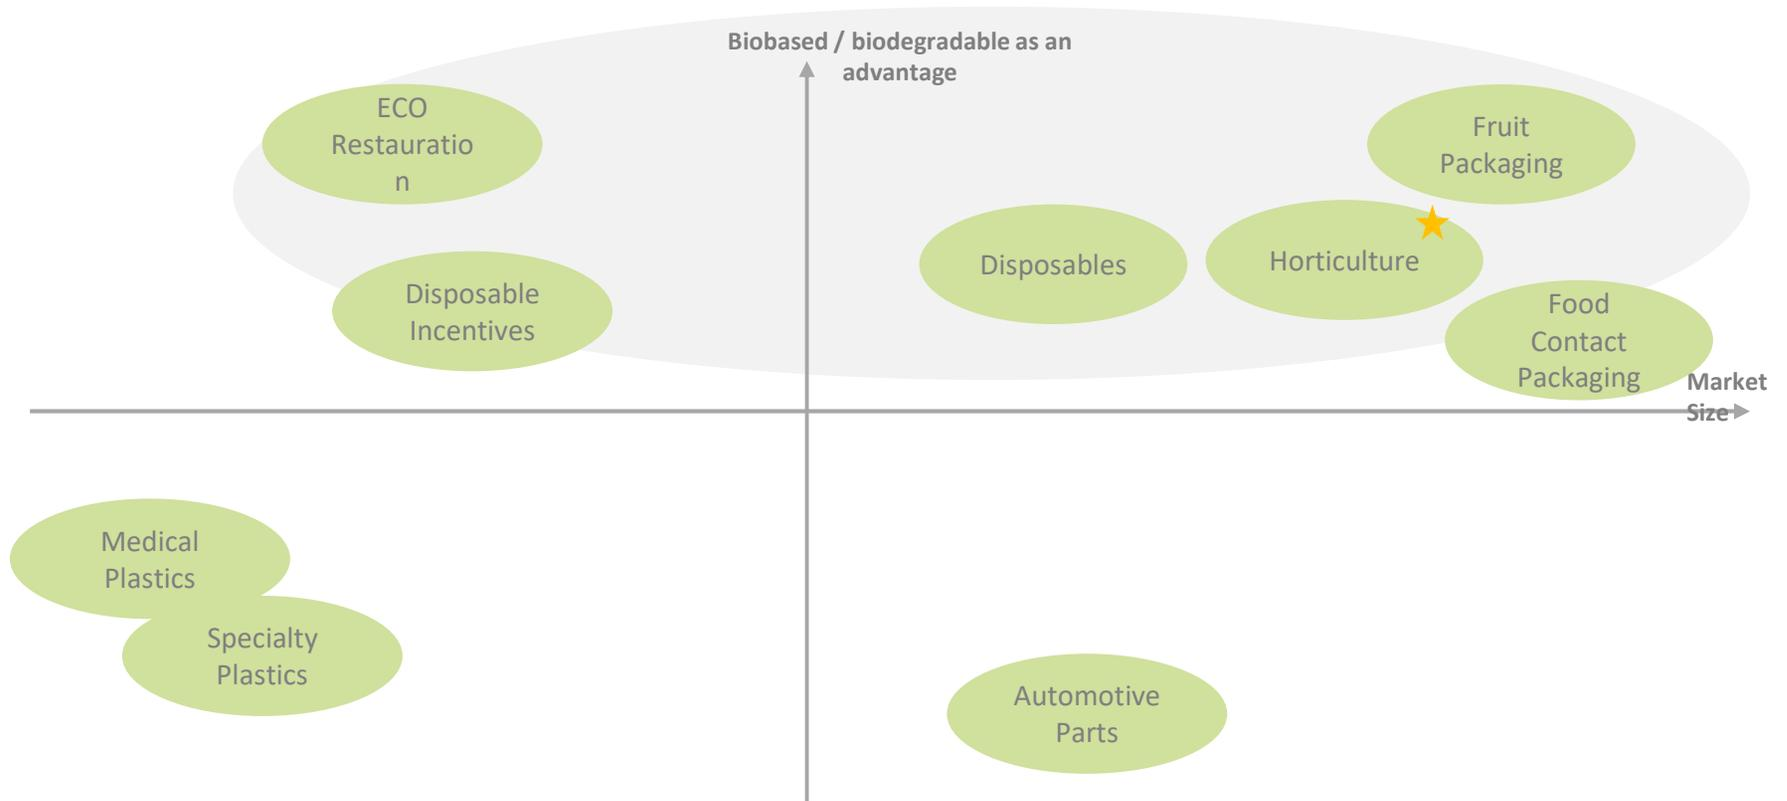 Biobased / biodegradable as an
advantage
ECO
Restauratio
n
Fruit
Packaging
Disposables
Horticulture
Disposable
Incentives
Food
Contact
Packaging
Market
Size
Medical
Plastics
Specialty
Plastics
Automotive
Parts